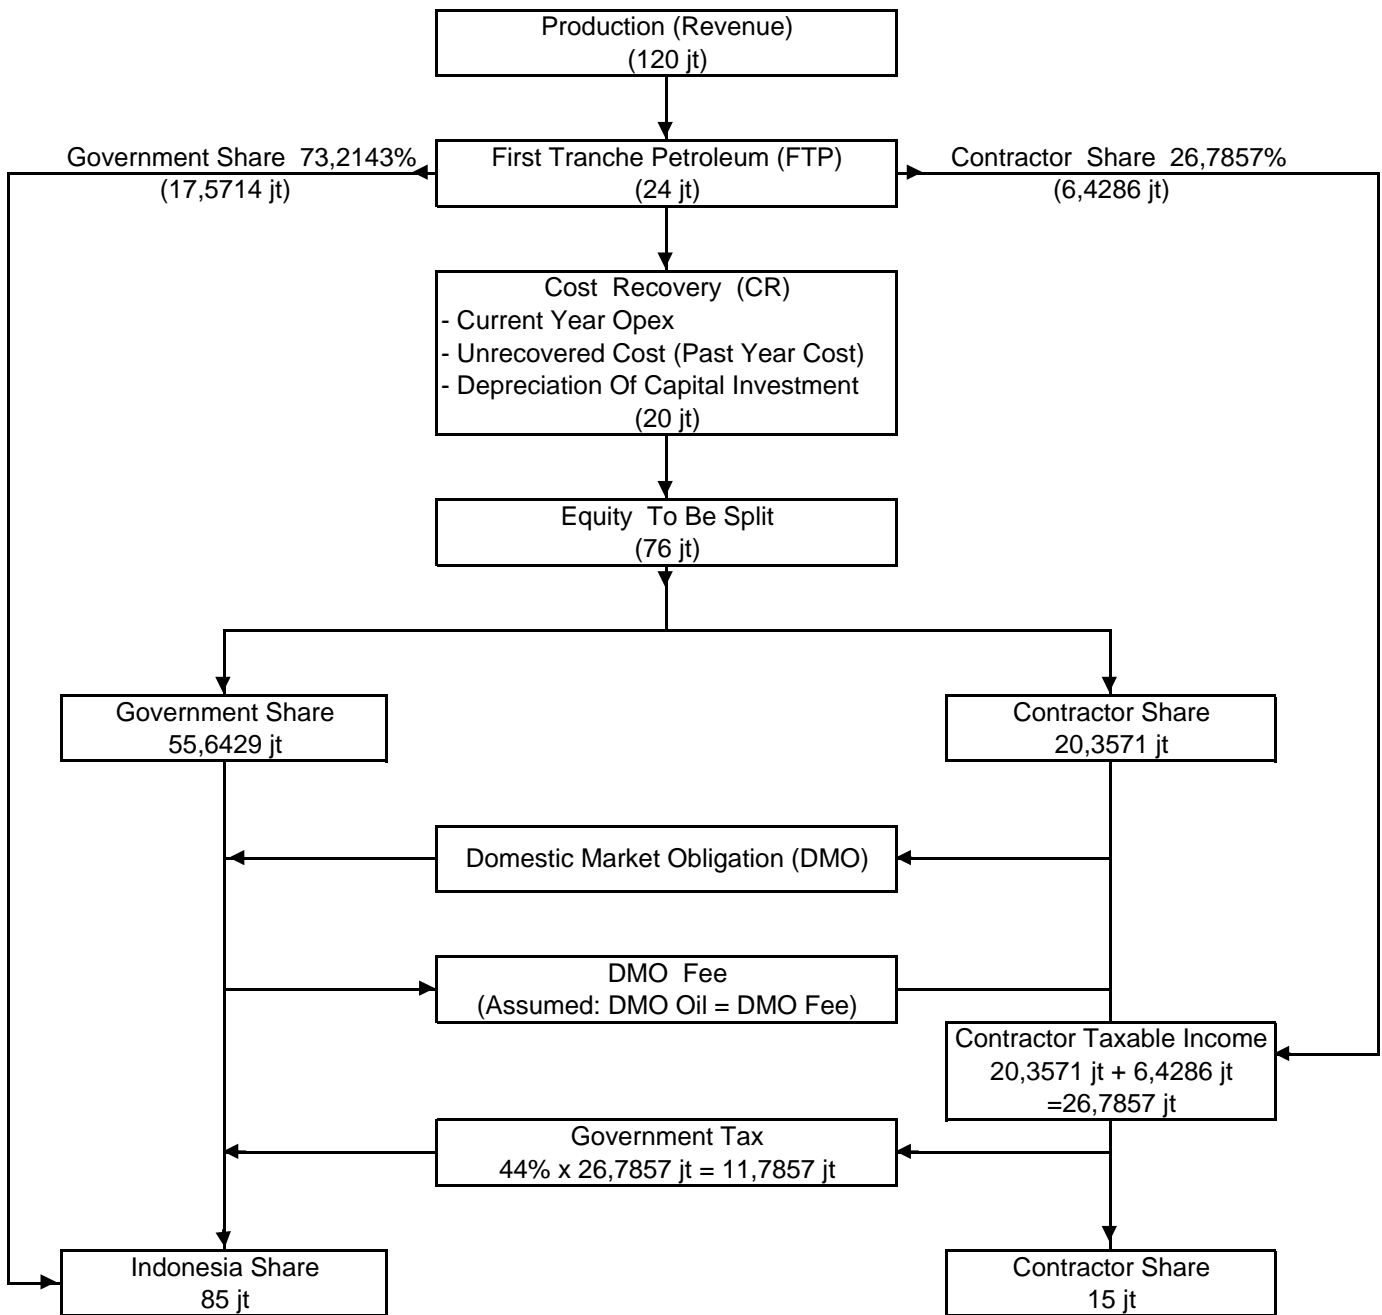 Production (Revenue)
(120 jt)
Government Share 73,2143%
(17,5714 jt)
First Tranche Petroleum (FTP)
(24 jt)
Contractor Share 26,7857%
(6,4286 jt)
Cost Recovery (CR)
- Current Year Opex
- Unrecovered Cost (Past Year Cost)
- Depreciation Of Capital Investment
(20 jt)
Equity To Be Split
(76 jt)
Government Share
55,6429 jt
Contractor Share
20,3571 jt
Domestic Market Obligation (DMO)
DMO Fee
(Assumed: DMO Oil = DMO Fee)
Contractor Taxable Income
20,3571 jt + 6,4286 jt
=26,7857 jt
Government Tax
44% x 26,7857 jt = 11,7857 jt
Indonesia Share
85 jt
Contractor Share
15 jt